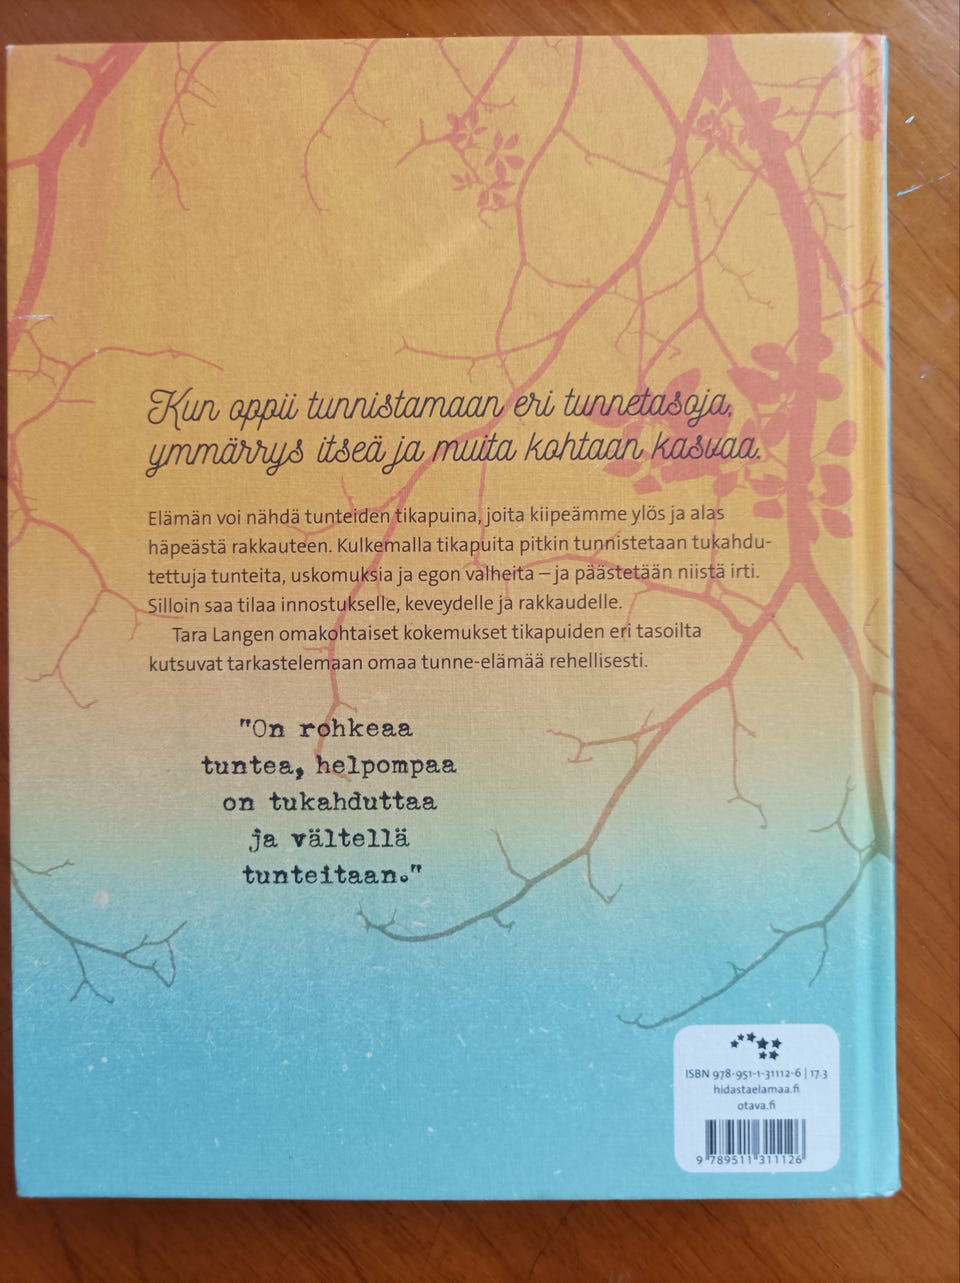 Kun oppii tunnistamaan eri tunnetasoja,
ymmärrys itseä ja muita kohtaan kasvaa.
Elämän voi nähdä tunteiden tikapuina, joita kiipeämme ylös ja alas
häpeästä rakkauteen. Kulkemalla tikapuita pitkin tunnistetaan tukahdu-
tettuja tunteita, uskomuksia ja egon valheita – ja päästetään niistä irti.
Silloin saa tilaa innostukselle, keveydelle ja rakkaudelle.
Tara Langen omakohtaiset kokemukset tikapuiden eri tasoilta
kutsuvat tarkastelemaan omaa tunne-elämää rehellisesti.
"On rohkeaa
tuntea, helpompaa
on tukahduttaa
ja vältellä
tunteitaan."
ISBN 978-951-1-31112-6 | 17.3
hidastaelamaa.fi
otava.fi
9 789511 311126